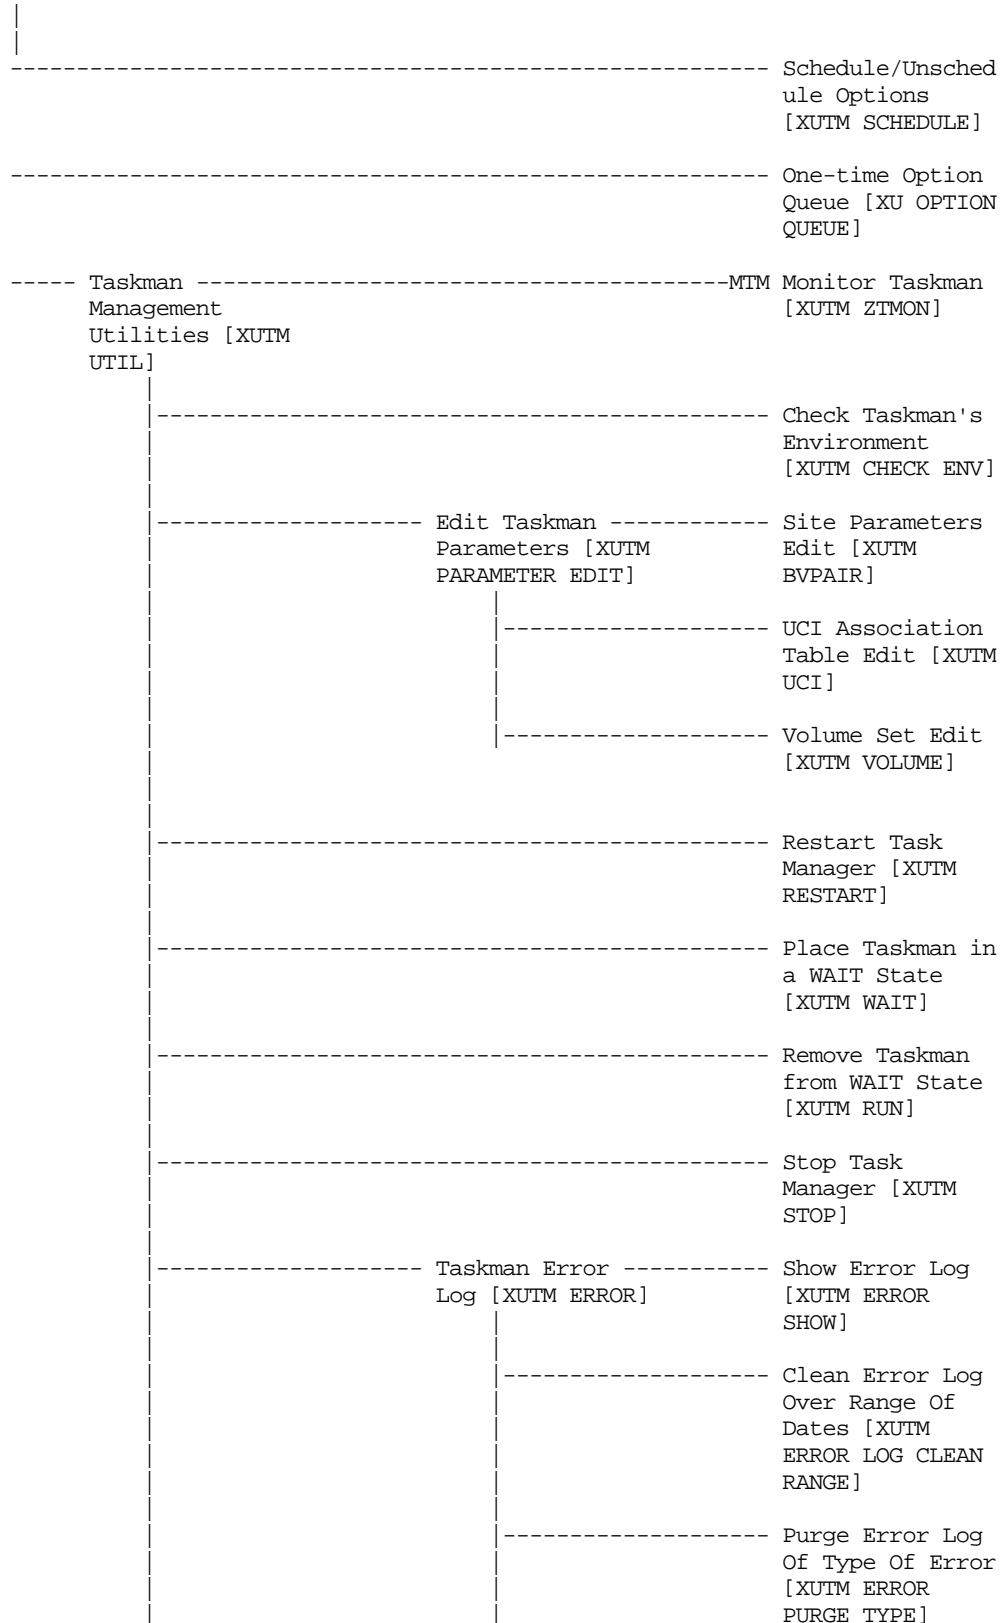 Schedule/Unsched
ule Options
[XUTM SCHEDULE]
One-time Option
Queue [XU OPTION
QUEUE]
Taskman
Management
Utilities [XUTM
UTIL]
MTM Monitor Taskman
[XUTM ZTMON]
Check Taskman's
Environment
[XUTM CHECK ENV]
Edit Taskman
Parameters [XUTM
PARAMETER EDIT]
Site Parameters
Edit [XUTM
BVPAIR]
UCI Association
Table Edit [XUTM
UCI]
Volume Set Edit
[XUTM VOLUME]
Restart Task
Manager [XUTM
RESTART]
Place Taskman in
a WAIT State
[XUTM WAIT]
Remove Taskman
from WAIT State
[XUTM RUN]
Stop Task
Manager [XUTM
STOP]
Taskman Error
Log [XUTM ERROR]
Show Error Log
[XUTM ERROR
SHOW]
Clean Error Log
Over Range Of
Dates [XUTM
ERROR LOG CLEAN
RANGE]
Purge Error Log
Of Type Of Error
[XUTM ERROR
PURGE TYPE]